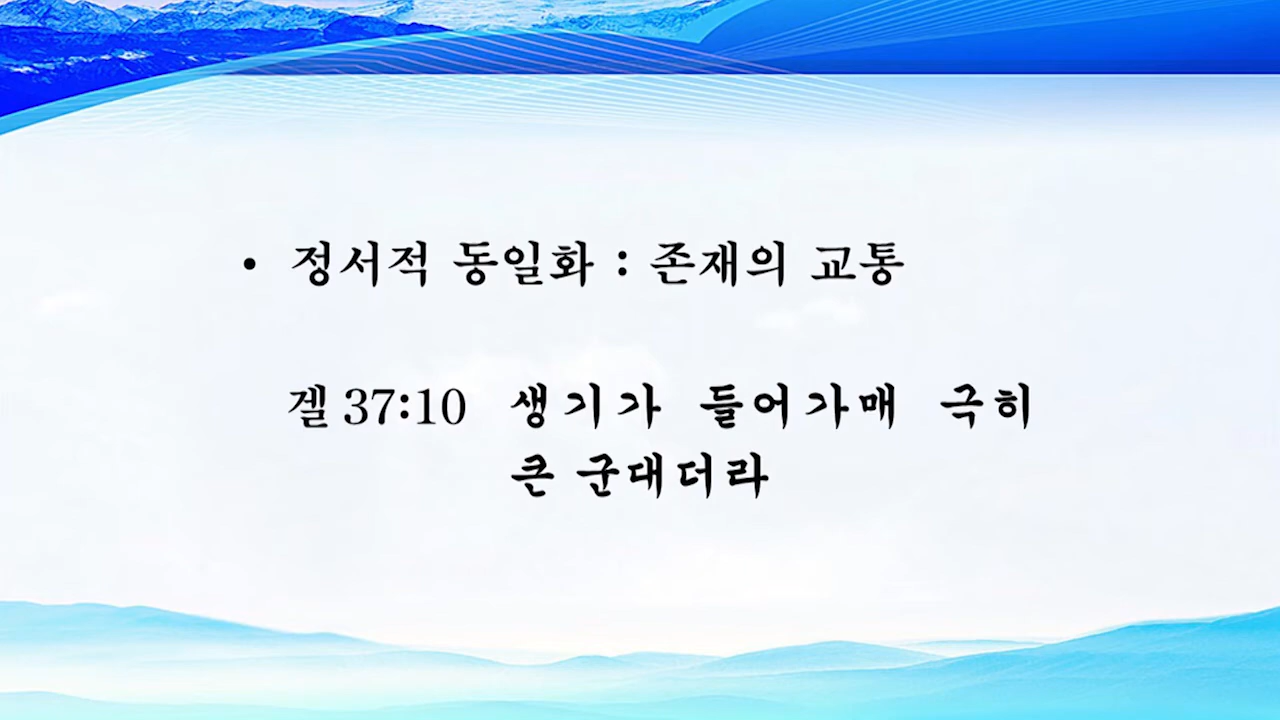 • 정서적 동일화 : 존재의 교통
겔 37:10 생기가 들어가매 극히
큰 군대더라